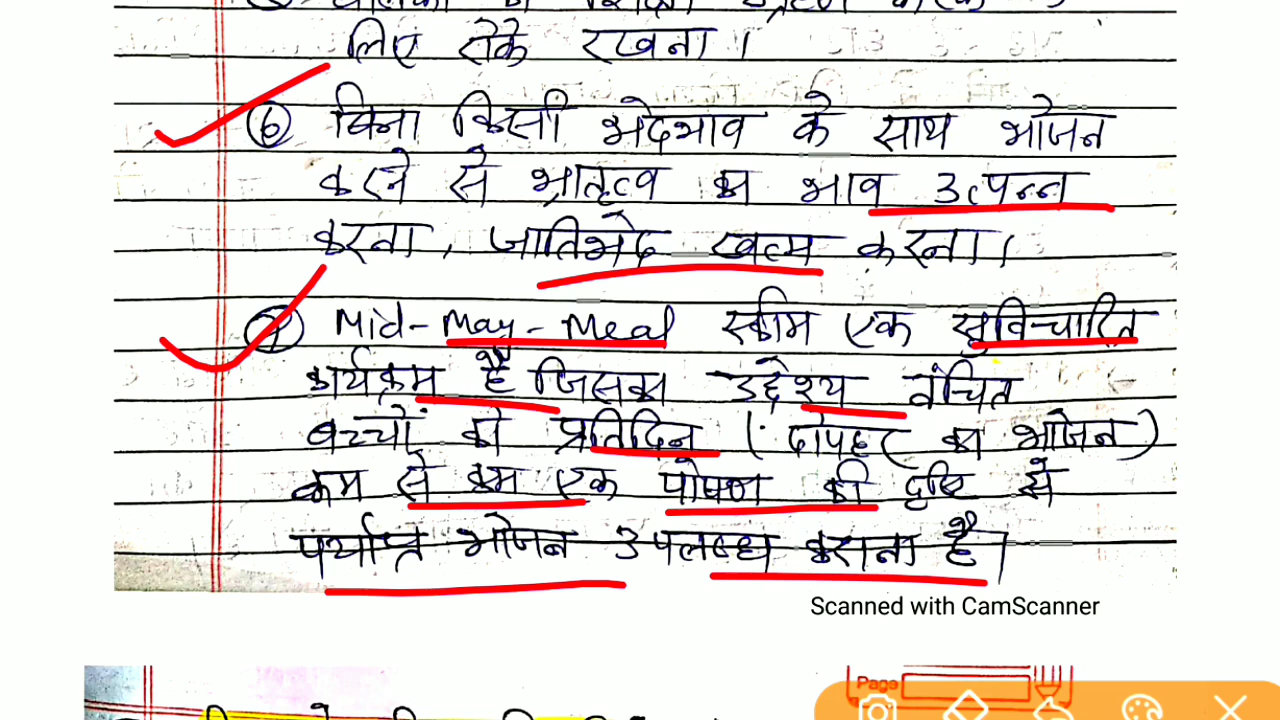 लिए रोके रखना।
⑥ बिना किसी भेदभाव के साथ भोजन
करने से भ्रातृत्व का भाव उत्पन्न
करना, जातिभेद खत्म करना।
⑦ Mid-May-Meal स्कीम एक सुविचारित
कार्यक्रम है जिसका उद्देश्य वंचित
बच्चों को प्रतिदिन (दोपहर का भोजन)
कम से कम एक पोषण की दृष्टि से
पर्याप्त भोजन उपलब्ध कराना है।
Scanned with CamScanner
Page